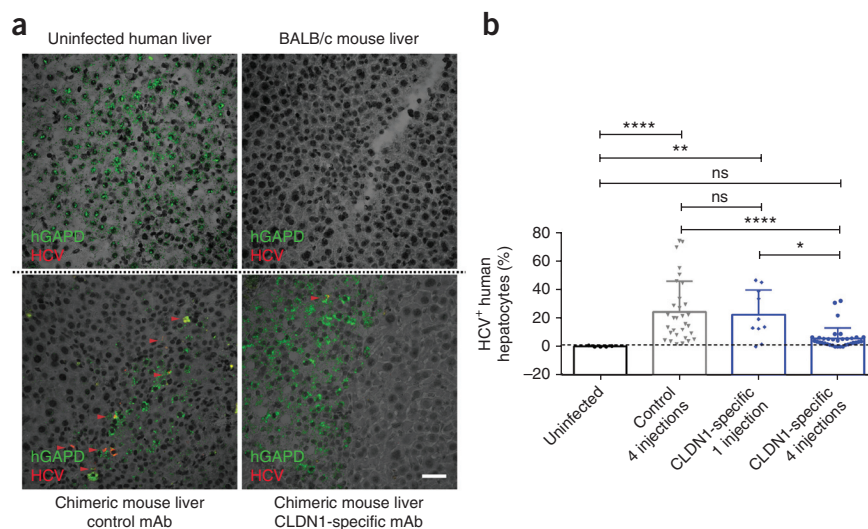 a
Uninfected human liver
BALB/c mouse liver
hGAPD
HCV
hGAPD
HCV
hGAPD
HCV
hGAPD
HCV
Chimeric mouse liver
control mAb
Chimeric mouse liver
CLDN1-specific mAb
b
****
**
ns
ns
****
*
HCV+ human
hepatocytes (%)
80
60
40
20
0
–20
Uninfected
Control
4 injections
CLDN1-specific
1 injection
CLDN1-specific
4 injections